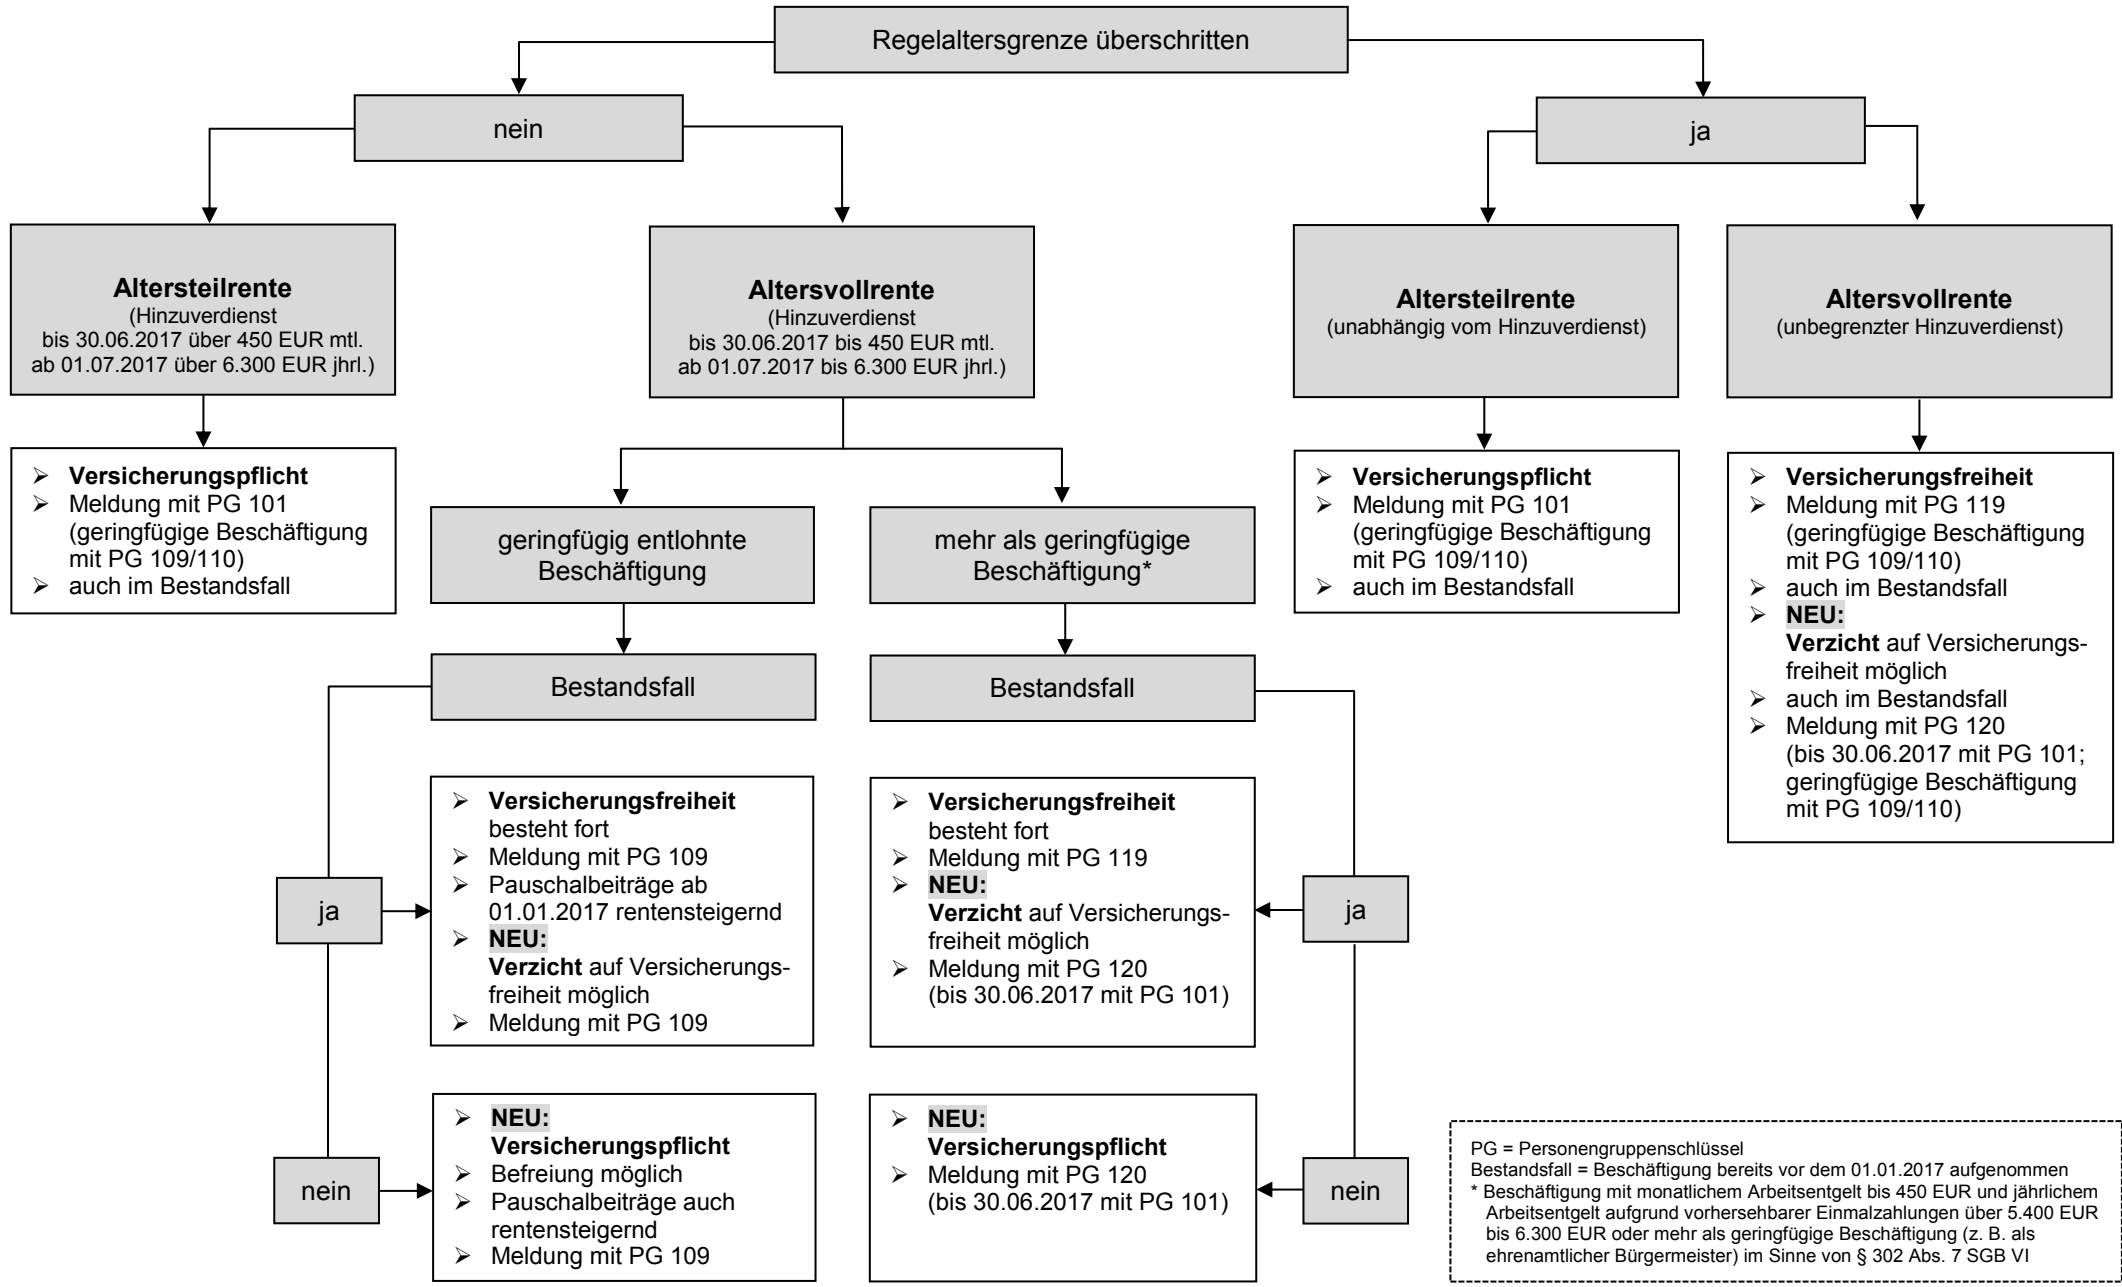 Regelaltersgrenze überschritten
nein
ja
Altersteilrente
(Hinzuverdienst
bis 30.06.2017 über 450 EUR mtl.
ab 01.07.2017 über 6.300 EUR jhrl.)
Altersvollrente
(Hinzuverdienst
bis 30.06.2017 bis 450 EUR mtl.
ab 01.07.2017 bis 6.300 EUR jhrl.)
Altersteilrente
(unabhängig vom Hinzuverdienst)
Altersvollrente
(unbegrenzter Hinzuverdienst)
➢ Versicherungspflicht
➢ Meldung mit PG 101
(geringfügige Beschäftigung
mit PG 109/110)
➢ auch im Bestandsfall
geringfügig entlohnte
Beschäftigung
mehr als geringfügige
Beschäftigung*
➢ Versicherungspflicht
➢ Meldung mit PG 101
(geringfügige Beschäftigung
mit PG 109/110)
➢ auch im Bestandsfall
➢ Versicherungsfreiheit
➢ Meldung mit PG 119
(geringfügige Beschäftigung
mit PG 109/110)
➢ auch im Bestandsfall
➢ NEU:
Verzicht auf Versicherungs-
freiheit möglich
➢ auch im Bestandsfall
➢ Meldung mit PG 120
(bis 30.06.2017 mit PG 101;
geringfügige Beschäftigung
mit PG 109/110)
Bestandsfall
Bestandsfall
ja
➢ Versicherungsfreiheit
besteht fort
➢ Meldung mit PG 109
➢ Pauschalbeiträge ab
01.01.2017 rentensteigernd
➢ NEU:
Verzicht auf Versicherungs-
freiheit möglich
➢ Meldung mit PG 109
➢ Versicherungsfreiheit
besteht fort
➢ Meldung mit PG 119
➢ NEU:
Verzicht auf Versicherungs-
freiheit möglich
➢ Meldung mit PG 120
(bis 30.06.2017 mit PG 101)
ja
nein
➢ NEU:
Versicherungspflicht
➢ Befreiung möglich
➢ Pauschalbeiträge auch
rentensteigernd
➢ Meldung mit PG 109
➢ NEU:
Versicherungspflicht
➢ Meldung mit PG 120
(bis 30.06.2017 mit PG 101)
nein
PG = Personengruppenschlüssel
Bestandsfall = Beschäftigung bereits vor dem 01.01.2017 aufgenommen
* Beschäftigung mit monatlichem Arbeitsentgelt bis 450 EUR und jährlichem
Arbeitsentgelt aufgrund vorhersehbarer Einmalzahlungen über 5.400 EUR
bis 6.300 EUR oder mehr als geringfügige Beschäftigung (z. B. als
ehrenamtlicher Bürgermeister) im Sinne von § 302 Abs. 7 SGB VI